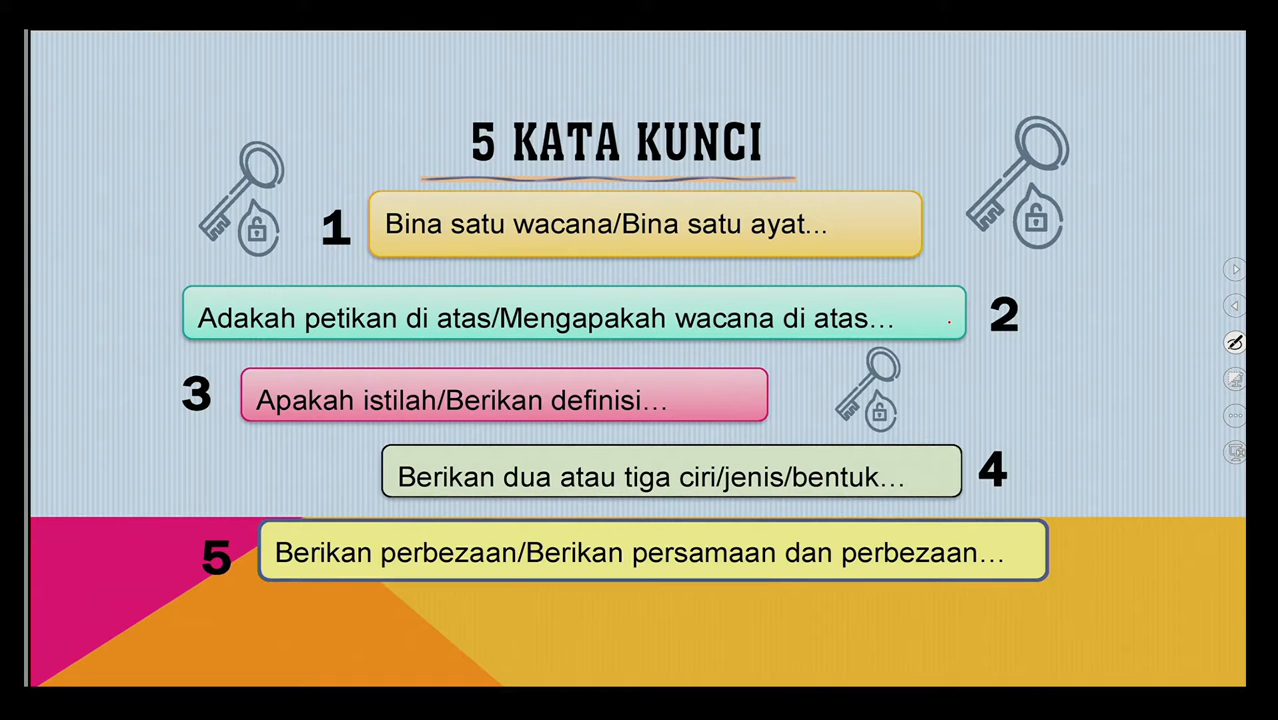 5 KATA KUNCI
1 Bina satu wacana/Bina satu ayat...
Adakah petikan di atas/Mengapakah wacana di atas... 2
3 Apakah istilah/Berikan definisi...
Berikan dua atau tiga ciri/jenis/bentuk... 4
5 Berikan perbezaan/Berikan persamaan dan perbezaan...